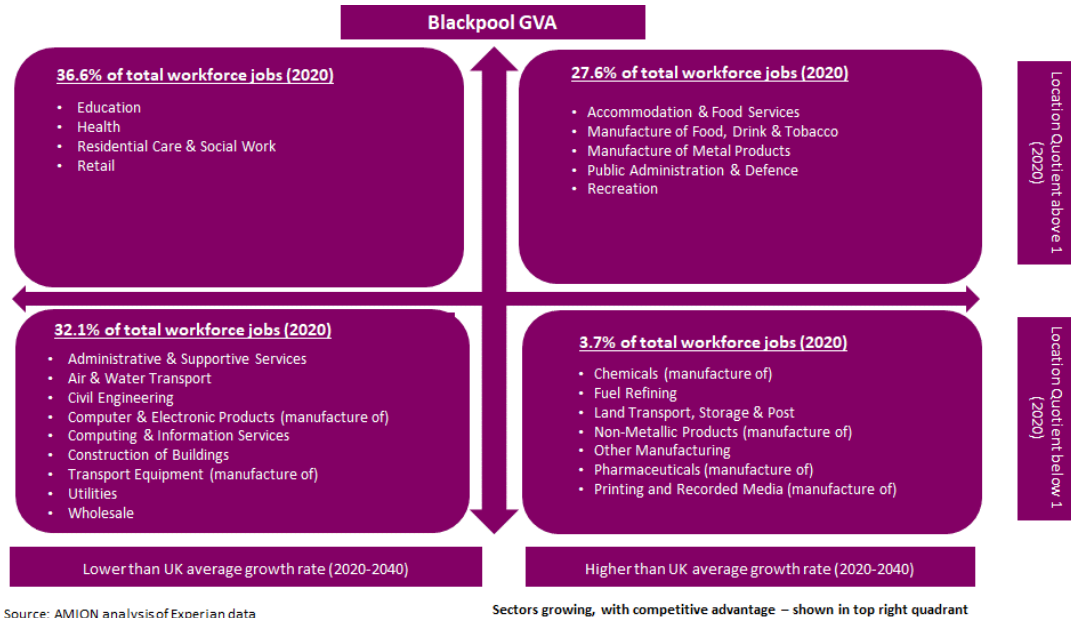 Blackpool GVA
36.6% of total workforce jobs (2020)
• Education
• Health
• Residential Care & Social Work
• Retail
27.6% of total workforce jobs (2020)
• Accommodation & Food Services
• Manufacture of Food, Drink & Tobacco
• Manufacture of Metal Products
• Public Administration & Defence
• Recreation
Location Quotient above 1
(2020)
32.1% of total workforce jobs (2020)
• Administrative & Supportive Services
• Air & Water Transport
• Civil Engineering
• Computer & Electronic Products (manufacture of)
• Computing & Information Services
• Construction of Buildings
• Transport Equipment (manufacture of)
• Utilities
• Wholesale
3.7% of total workforce jobs (2020)
• Chemicals (manufacture of)
• Fuel Refining
• Land Transport, Storage & Post
• Non-Metallic Products (manufacture of)
• Other Manufacturing
• Pharmaceuticals (manufacture of)
• Printing and Recorded Media (manufacture of)
Location Quotient below 1
(2020)
Lower than UK average growth rate (2020-2040)
Higher than UK average growth rate (2020-2040)
Source: AMION analysis of Experian data
Sectors growing, with competitive advantage – shown in top right quadrant